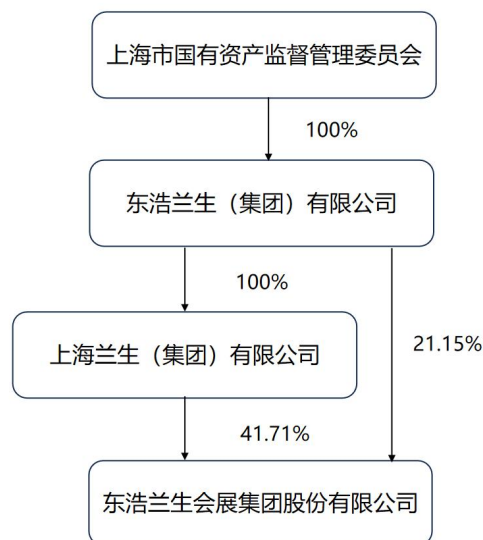 上海市国有资产监督管理委员会
100%
东浩兰生（集团）有限公司
100%
21.15%
上海兰生（集团）有限公司
41.71%
东浩兰生会展集团股份有限公司